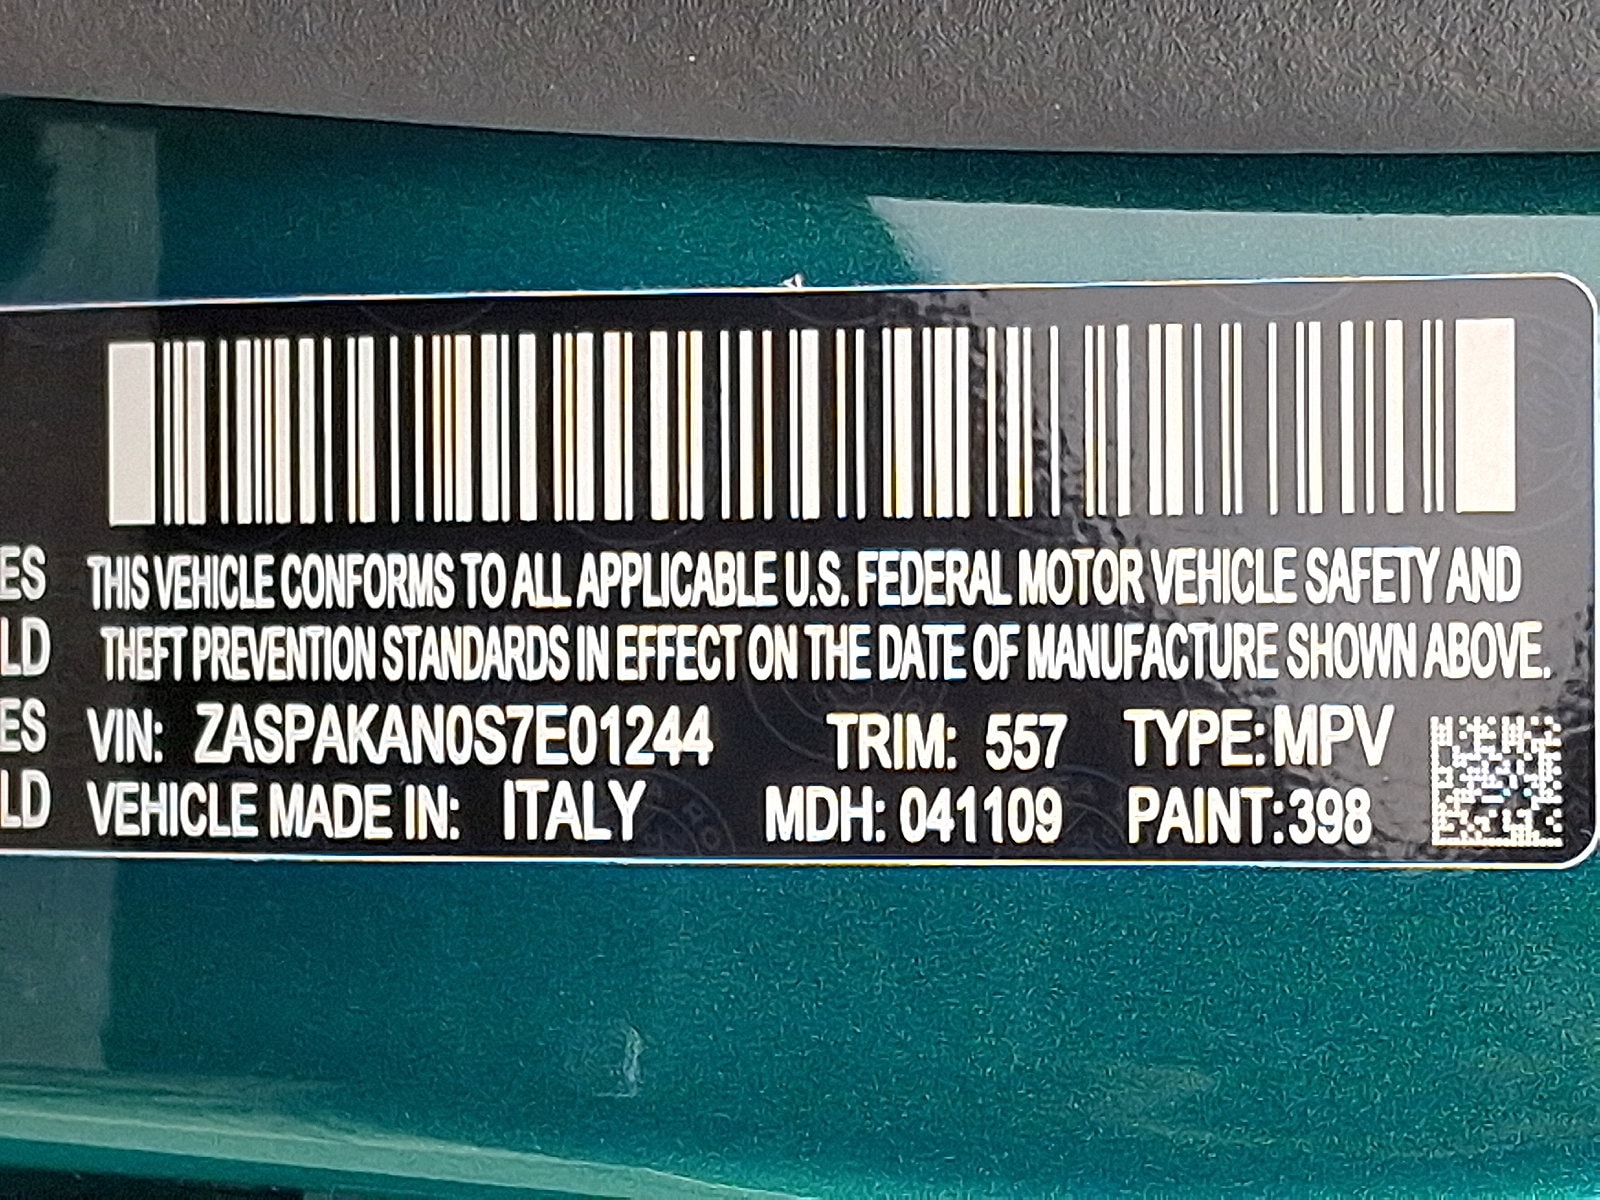 ES THIS VEHICLE CONFORMS TO ALL APPLICABLE U.S. FEDERAL MOTOR VEHICLE SAFETY AND
LD THEFT PREVENTION STANDARDS IN EFFECT ON THE DATE OF MANUFACTURE SHOWN ABOVE.
ES VIN: ZASPAKAN0S7E01244 TRIM: 557 TYPE: MPV
LD VEHICLE MADE IN: ITALY MDH: 041109 PAINT: 398